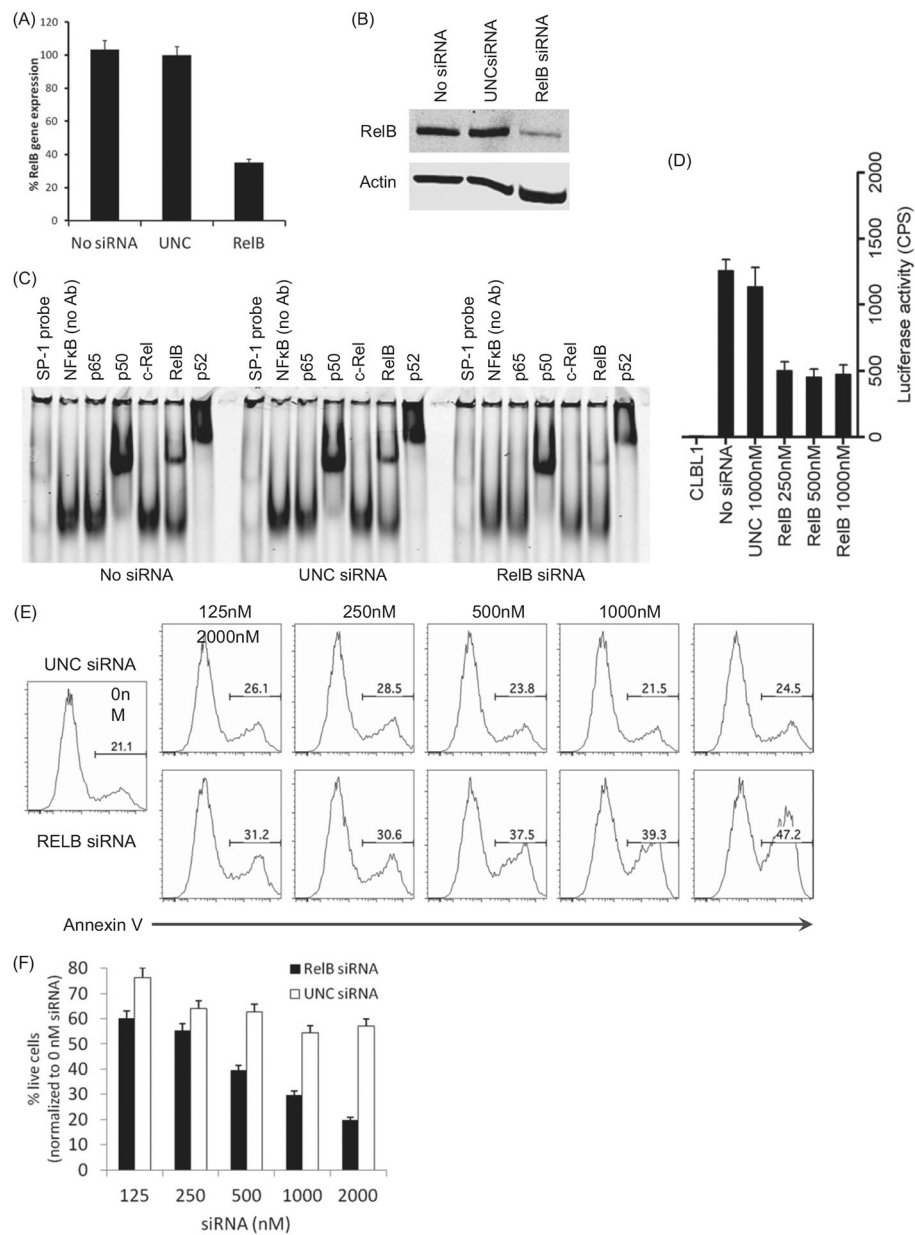 (A)
120
100
80
60
40
20
0
% RelB gene expression
No siRNA UNC RelB
(B)
No siRNA
UNCsiRNA
RelB siRNA
RelB
Actin
(C)
SP-1 probe
NFκB (no Ab)
p65
p50
c-Rel
RelB
p52
SP-1 probe
NFκB (no Ab)
p65
p50
c-Rel
RelB
p52
SP-1 probe
NFκB (no Ab)
p65
p50
c-Rel
RelB
p52
No siRNA UNC siRNA RelB siRNA
(D)
2000
1500
1000
500
0
Luciferase activity (CPS)
CLBL1
No siRNA
UNC 1000nM
RelB 250nM
RelB 500nM
RelB 1000nM
(E)
125nM 250nM 500nM 1000nM
2000nM
UNC siRNA
0n
M
21.1
26.1 28.5 23.8 21.5 24.5
RELB siRNA
31.2 30.6 37.5 39.3 47.2
Annexin V
(F)
80
70
60
50
40
30
20
10
0
% live cells
(normalized to 0 nM siRNA)
RelB siRNA
UNC siRNA
125 250 500 1000 2000
siRNA (nM)